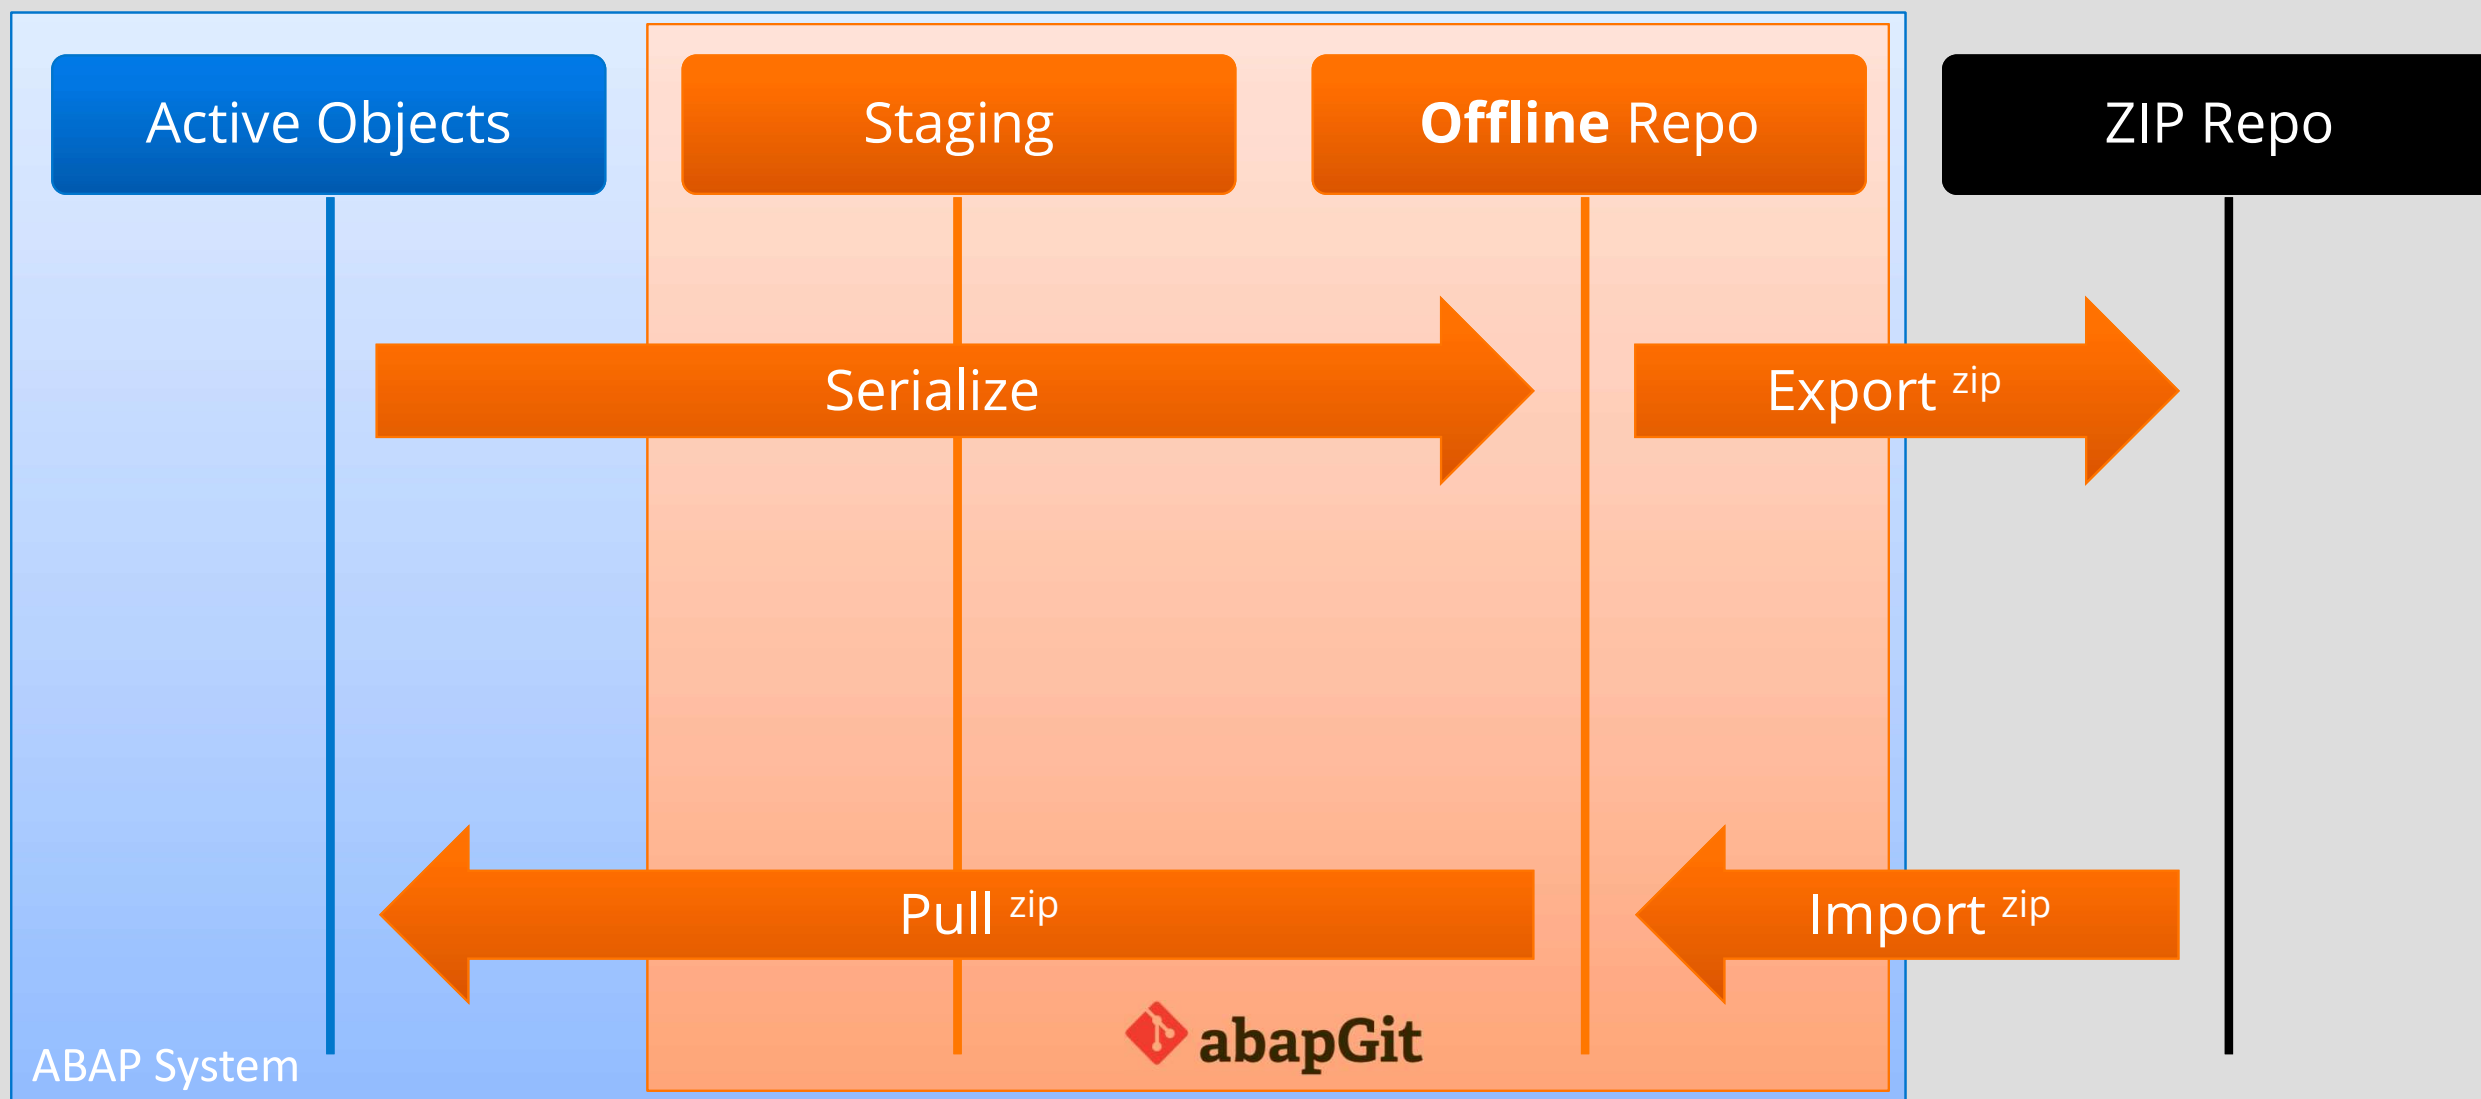 Active Objects
Staging
Offline Repo
ZIP Repo
Serialize
Export zip
Pull zip
Import zip
abapGit
ABAP System